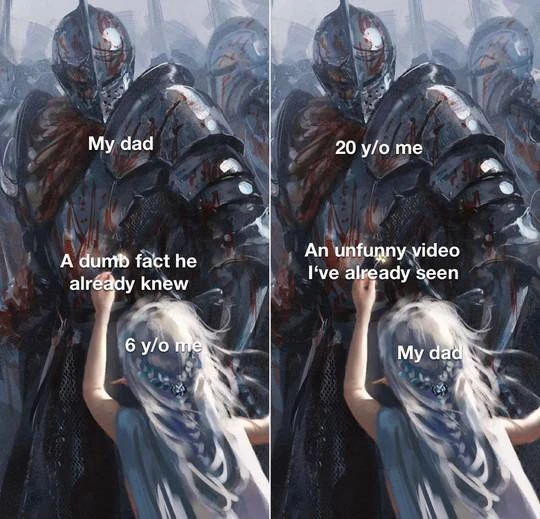 My dad
A dumb fact he
already knew
6 y/o me
20 y/o me
An unfunny video
I've already seen
My dad